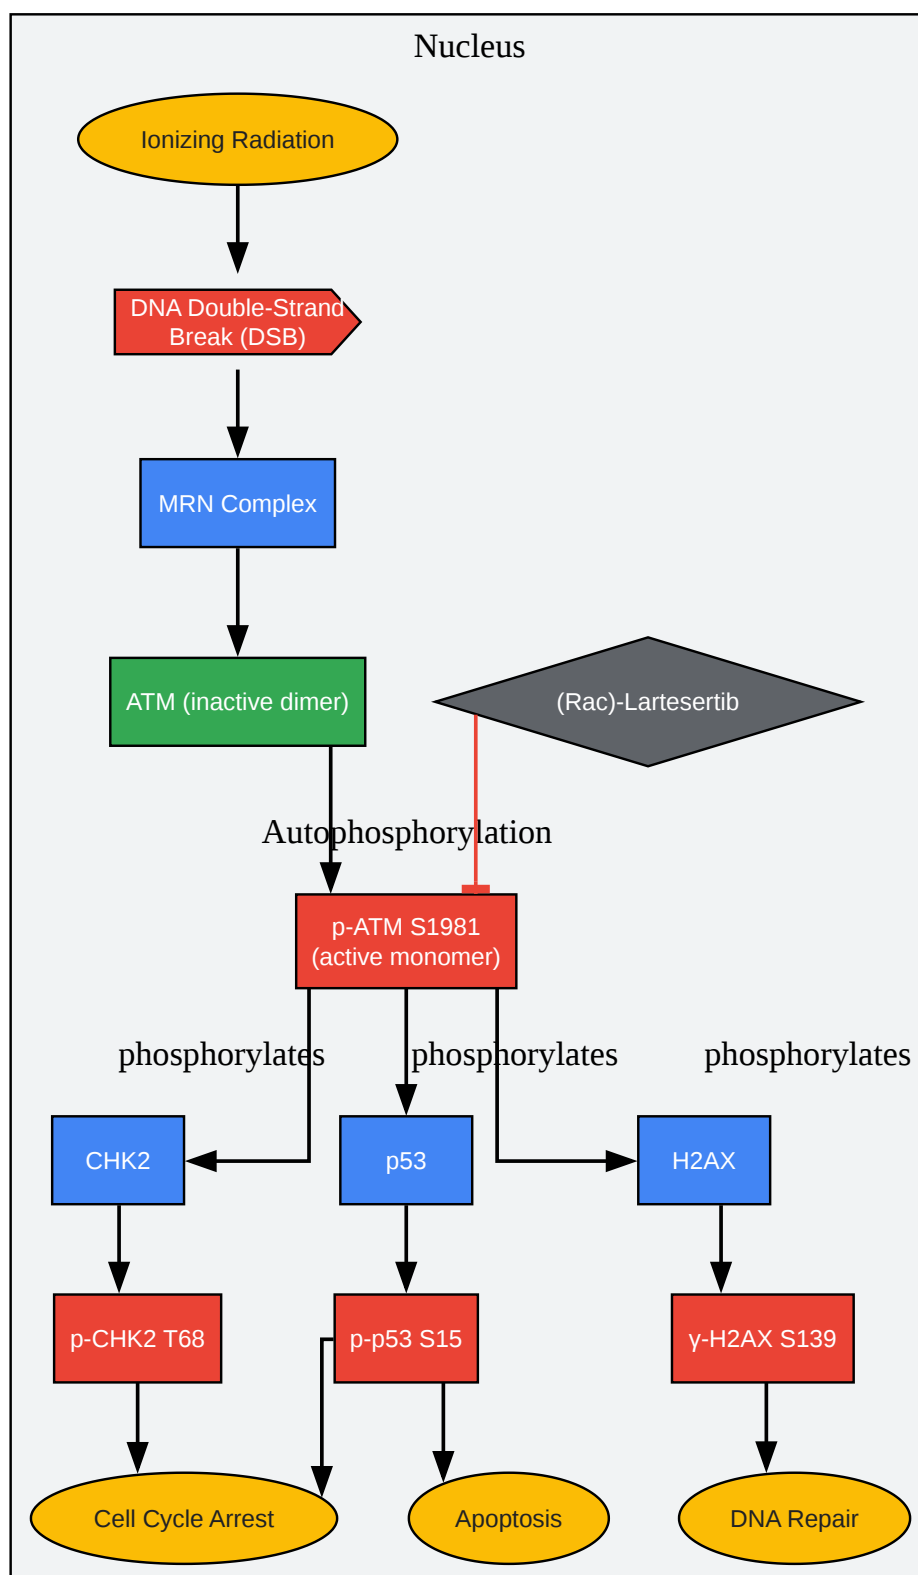 Nucleus
Ionizing Radiation
DNA Double-Strand
Break (DSB)
MRN Complex
ATM (inactive dimer)
(Rac)-Lartesertib
Autophosphorylation
p-ATM S1981
(active monomer)
phosphorylates
phosphorylates
phosphorylates
CHK2
p53
H2AX
p-CHK2 T68
p-p53 S15
γ-H2AX S139
Cell Cycle Arrest
Apoptosis
DNA Repair